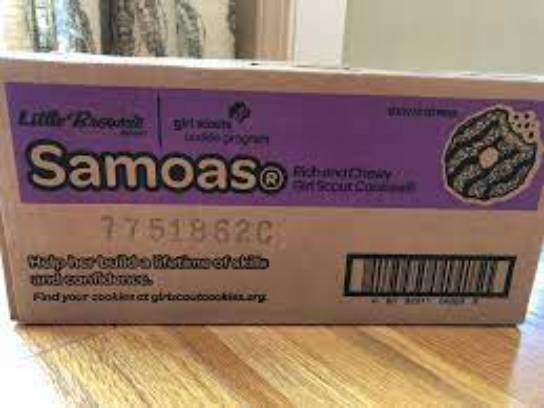 Little Brownie
girl scouts
cookie program
Samoas®
Rich and Chewy
Girl Scout Cookies®
7751862C
Help her build a lifetime of skills
and confidence.
Find your cookies at girlscoutcookies.org.